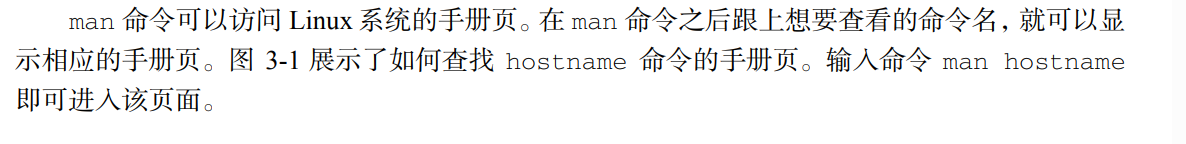 man 命令可以访问 Linux 系统的手册页。在 man 命令之后跟上想要查看的命令名，就可以显
示相应的手册页。图 3-1 展示了如何查找 hostname 命令的手册页。输入命令 man hostname
即可进入该页面。